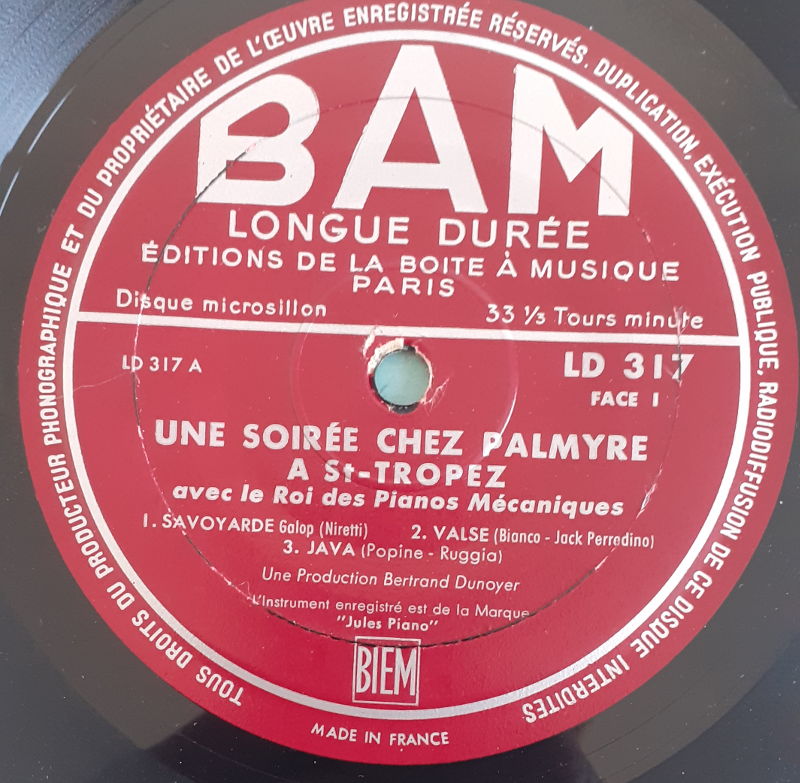 TOUS DROITS DU PRODUCTEUR PHONOGRAPHIQUE ET DU PROPRIÉTAIRE DE L'ŒUVRE ENREGISTRÉE RÉSERVÉS. DUPLICATION, EXÉCUTION PUBLIQUE, RADIODIFFUSION DE CE DISQUE INTERDITES
BAM
LONGUE DURÉE
ÉDITIONS DE LA BOITE À MUSIQUE
PARIS
Disque microsillon 33 1/3 Tours minute
LD 317 A LD 317
FACE 1
UNE SOIRÉE CHEZ PALMYRE
A St-TROPEZ
avec le Roi des Pianos Mécaniques
1. SAVOYARDE Galop (Niretti) 2. VALSE (Bianco - Jack Perredino)
3. JAVA (Popine - Ruggia)
Une Production Bertrand Dunoyer
L'Instrument enregistré est de la Marque
"Jules Piano"
BIEM
MADE IN FRANCE